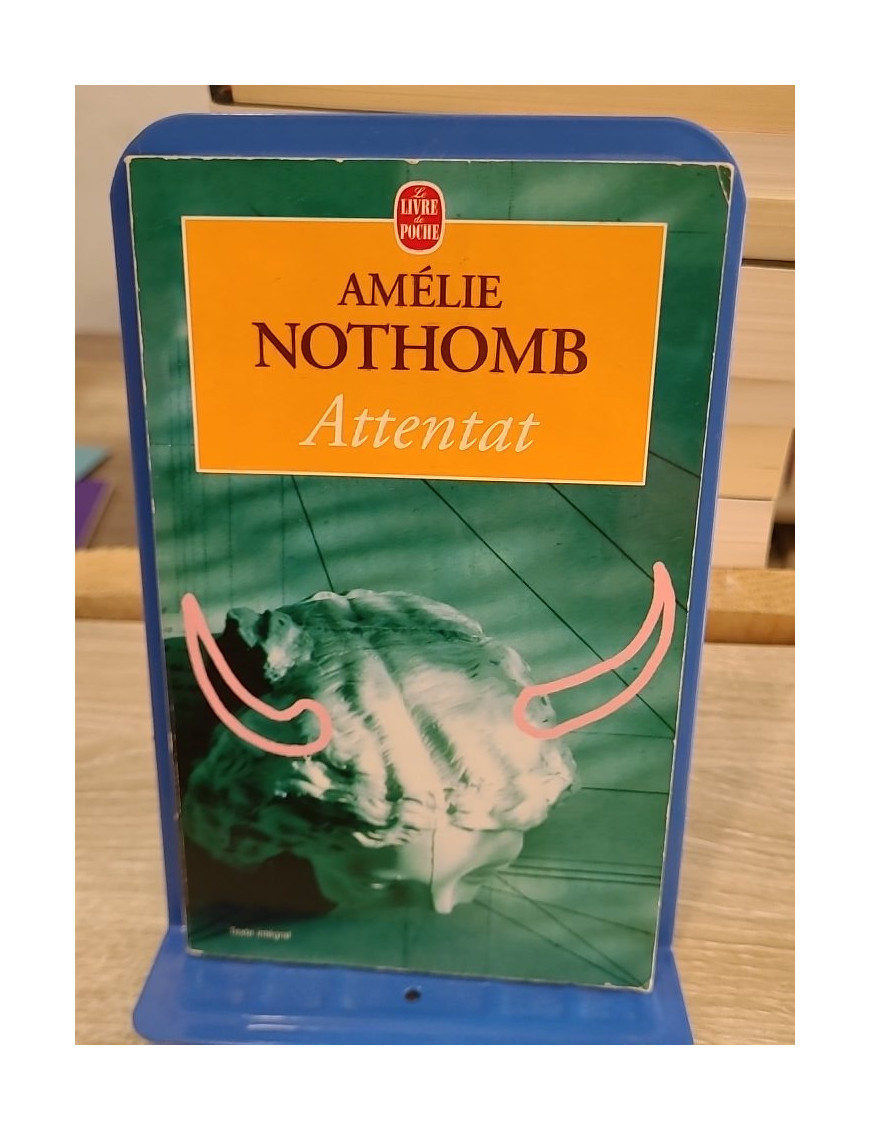 Le
LIVRE
de
POCHE
AMÉLIE
NOTHOMB
Attentat
Texte intégral